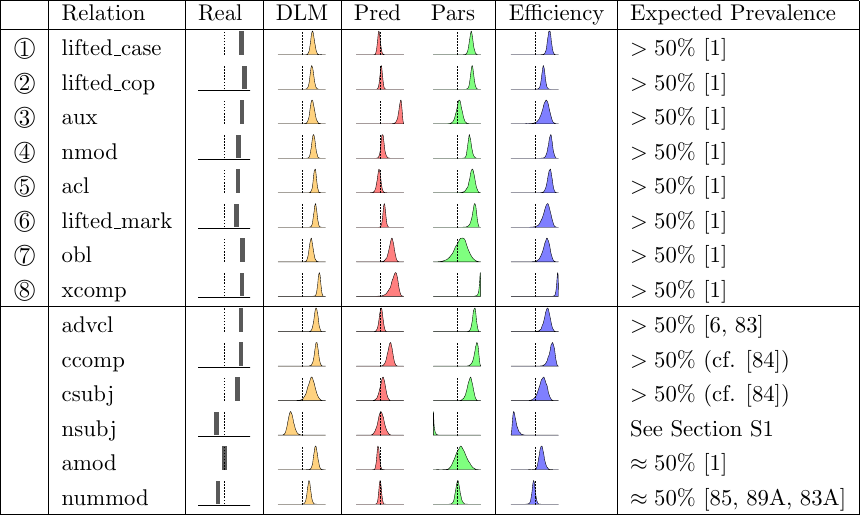 Relation Real DLM Pred Pars Efficiency Expected Prevalence
① lifted_case > 50% [1]
② lifted_cop > 50% [1]
③ aux > 50% [1]
④ nmod > 50% [1]
⑤ acl > 50% [1]
⑥ lifted_mark > 50% [1]
⑦ obl > 50% [1]
⑧ xcomp > 50% [1]
advcl > 50% [6, 83]
ccomp > 50% (cf. [84])
csubj > 50% (cf. [84])
nsubj See Section S1
amod ≈ 50% [1]
nummod ≈ 50% [85, 89A, 83A]